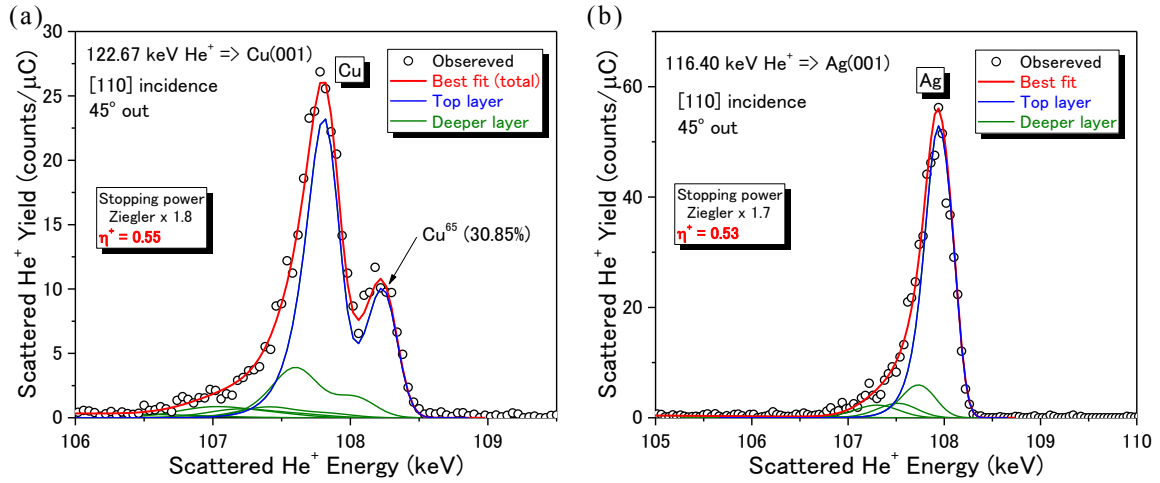 (a)
122.67 keV He⁺ => Cu(001)
[110] incidence
45° out
Cu
Obsereved
Best fit (total)
Top layer
Deeper layer
Stopping power
Ziegler x 1.8
η⁺ = 0.55
Cu⁶⁵ (30.85%)
Scattered He⁺ Yield (counts/μC)
30
25
20
15
10
5
0
106
107
108
109
Scattered He⁺ Energy (keV)
(b)
116.40 keV He⁺ => Ag(001)
[110] incidence
45° out
Ag
Obsereved
Best fit
Top layer
Deeper layer
Stopping power
Ziegler x 1.7
η⁺ = 0.53
Scattered He⁺ Yield (counts/μC)
60
40
20
0
105
106
107
108
109
110
Scattered He⁺ Energy (keV)